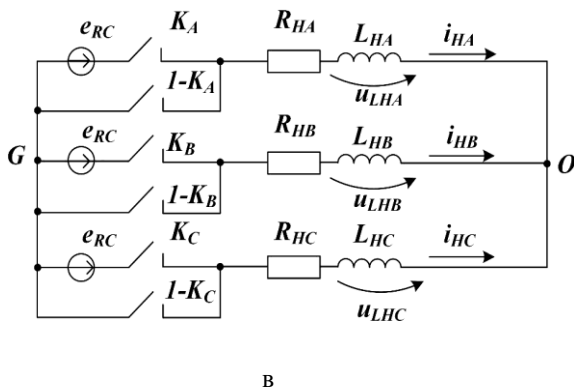 e_RC K_A R_HA L_HA i_HA
1-K_A u_LHA
e_RC K_B R_HB L_HB i_HB
G O
1-K_B u_LHB
e_RC K_C R_HC L_HC i_HC
1-K_C u_LHC
в